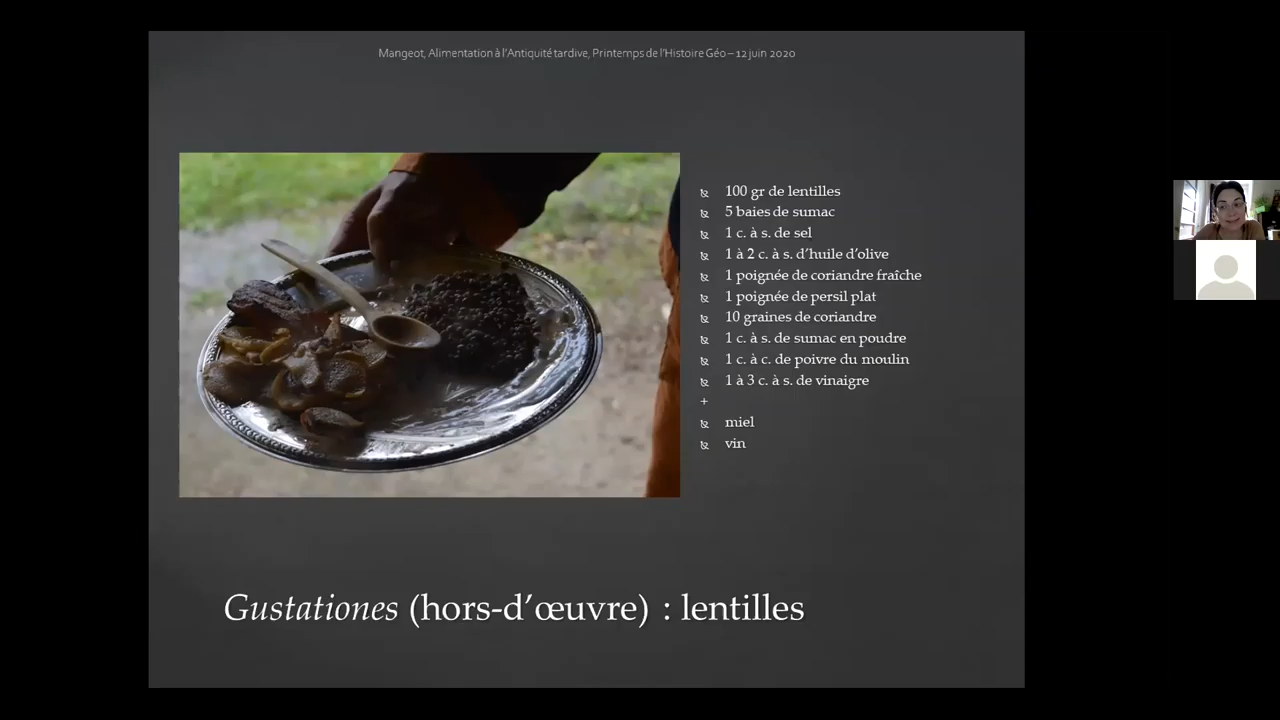 Mangeot, Alimentation à l'Antiquité tardive, Printemps de l'Histoire Géo – 12 juin 2020
100 gr de lentilles
5 baies de sumac
1 c. à s. de sel
1 à 2 c. à s. d'huile d'olive
1 poignée de coriandre fraîche
1 poignée de persil plat
10 graines de coriandre
1 c. à s. de sumac en poudre
1 c. à c. de poivre du moulin
1 à 3 c. à s. de vinaigre
+
miel
vin
Gustationes (hors-d'œuvre) : lentilles